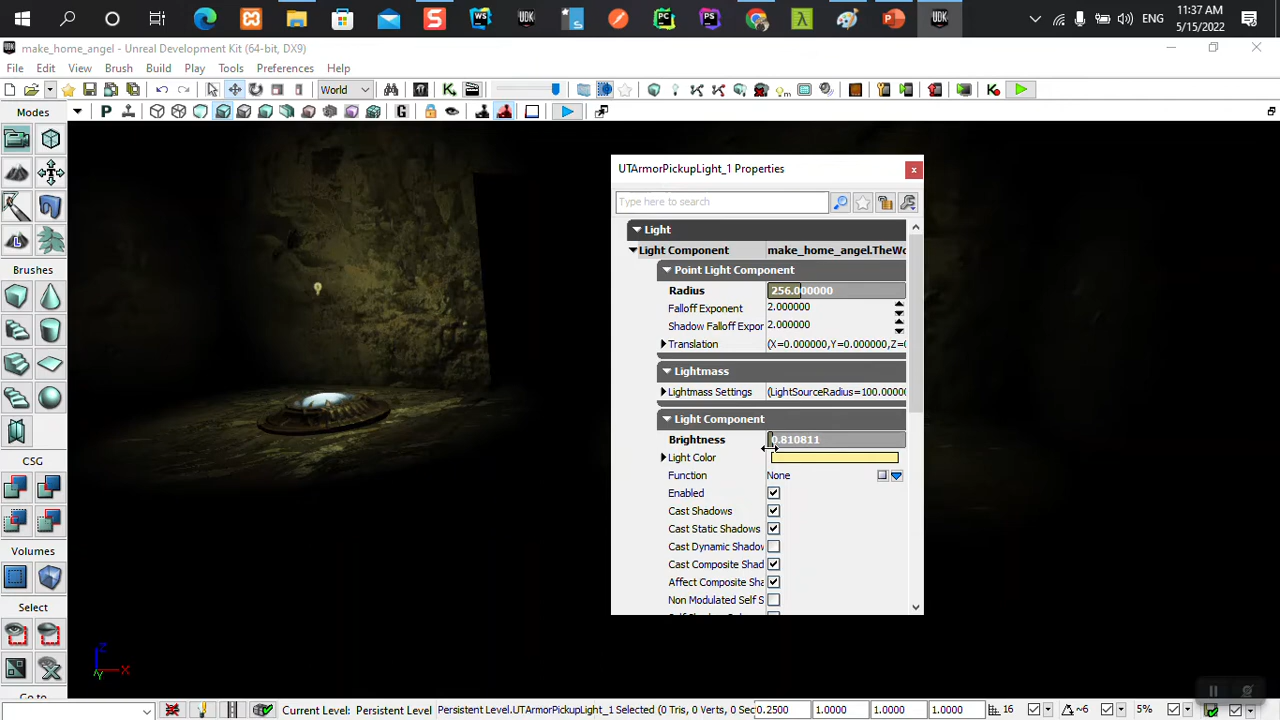 11:37 AM
ENG
5/15/2022
make_home_angel - Unreal Development Kit (64-bit, DX9)
File Edit View Brush Build Play Tools Preferences Help
World
Modes
Brushes
CSG
Volumes
Select
Go to
UTArmorPickupLight_1 Properties
Type here to search
Light
Light Component make_home_angel.TheWo
Point Light Component
Radius 256.000000
Falloff Exponent 2.000000
Shadow Falloff Expor 2.000000
Translation (X=0.000000,Y=0.000000,Z=0
Lightmass
Lightmass Settings (LightSourceRadius=100.0000
Light Component
Brightness 0.810811
Light Color
Function None
Enabled
Cast Shadows
Cast Static Shadows
Cast Dynamic Shadov
Cast Composite Shad
Affect Composite Sha
Non Modulated Self S
Current Level: Persistent Level Persistent Level.UTArmorPickupLight_1 Selected (0 Tris, 0 Verts, 0 Sec 0.2500 1.0000 1.0000 1.0000 16 ~6 5%